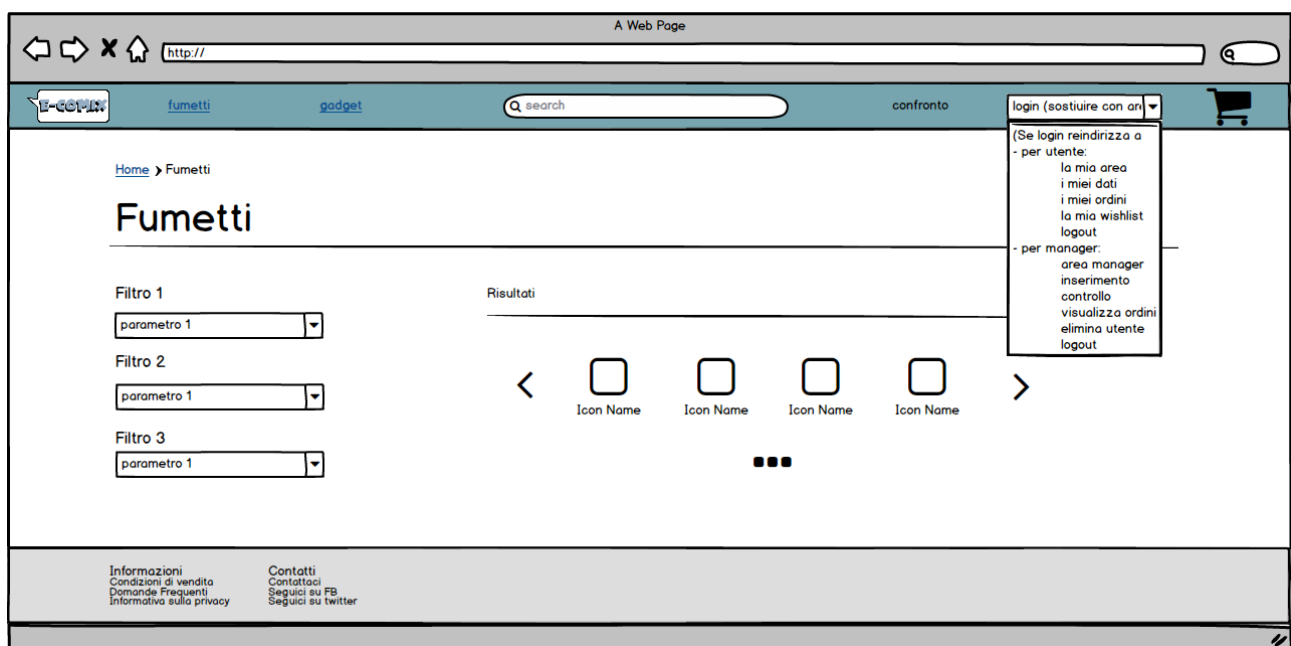 A Web Page
http://
E-COMIX
fumetti
gadget
search
confronto
login (sostiuire con are
(Se login reindirizza a
- per utente:
la mia area
i miei dati
i miei ordini
la mia wishlist
logout
- per manager:
area manager
inserimento
controllo
visualizza ordini
elimina utente
logout
Home > Fumetti
Fumetti
Filtro 1
parametro 1
Filtro 2
parametro 1
Filtro 3
parametro 1
Risultati
Icon Name
Icon Name
Icon Name
Icon Name
Informazioni
Condizioni di vendita
Domande Frequenti
Informativa sulla privacy
Contatti
Contattaci
Seguici su FB
Seguici su twitter